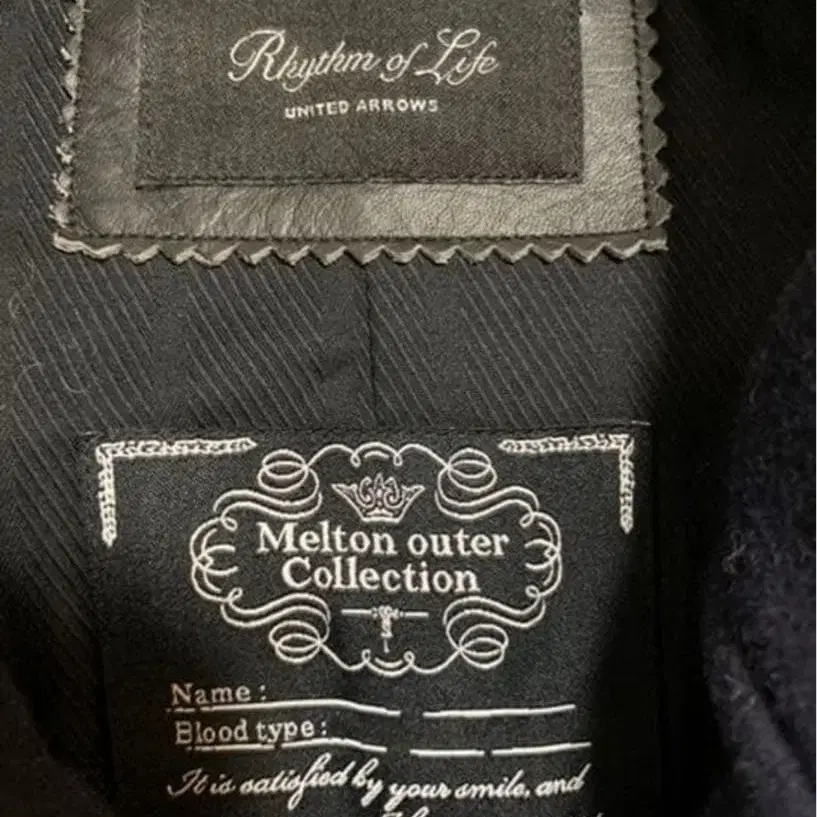 Rhythm of Life
UNITED ARROWS
Melton outer
Collection
Name:
Blood type:
It is satisfied by your smile, and